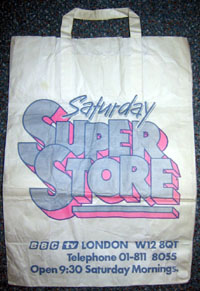 Saturday
SUPER
STORE
BBC tv LONDON W12 8QT
Telephone 01-811 8055
Open 9:30 Saturday Mornings.